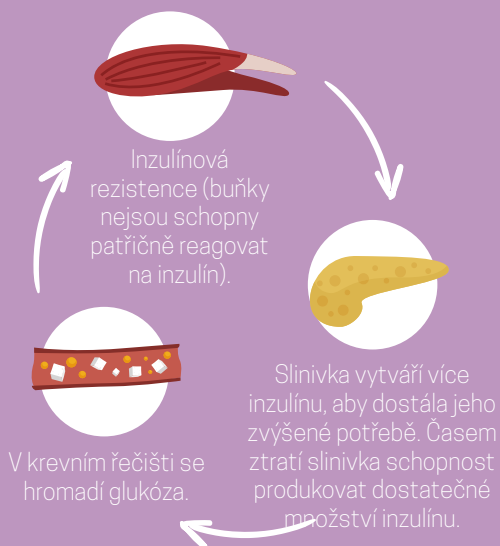 Inzulínová
rezistence (buňky
nejsou schopny
patřičně reagovat
na inzulín).
Slinivka vytváří více
inzulínu, aby dostála jeho
zvýšené potřebě. Časem
ztratí slinivka schopnost
produkovat dostatečné
množství inzulínu.
V krevním řečišti se
hromadí glukóza.